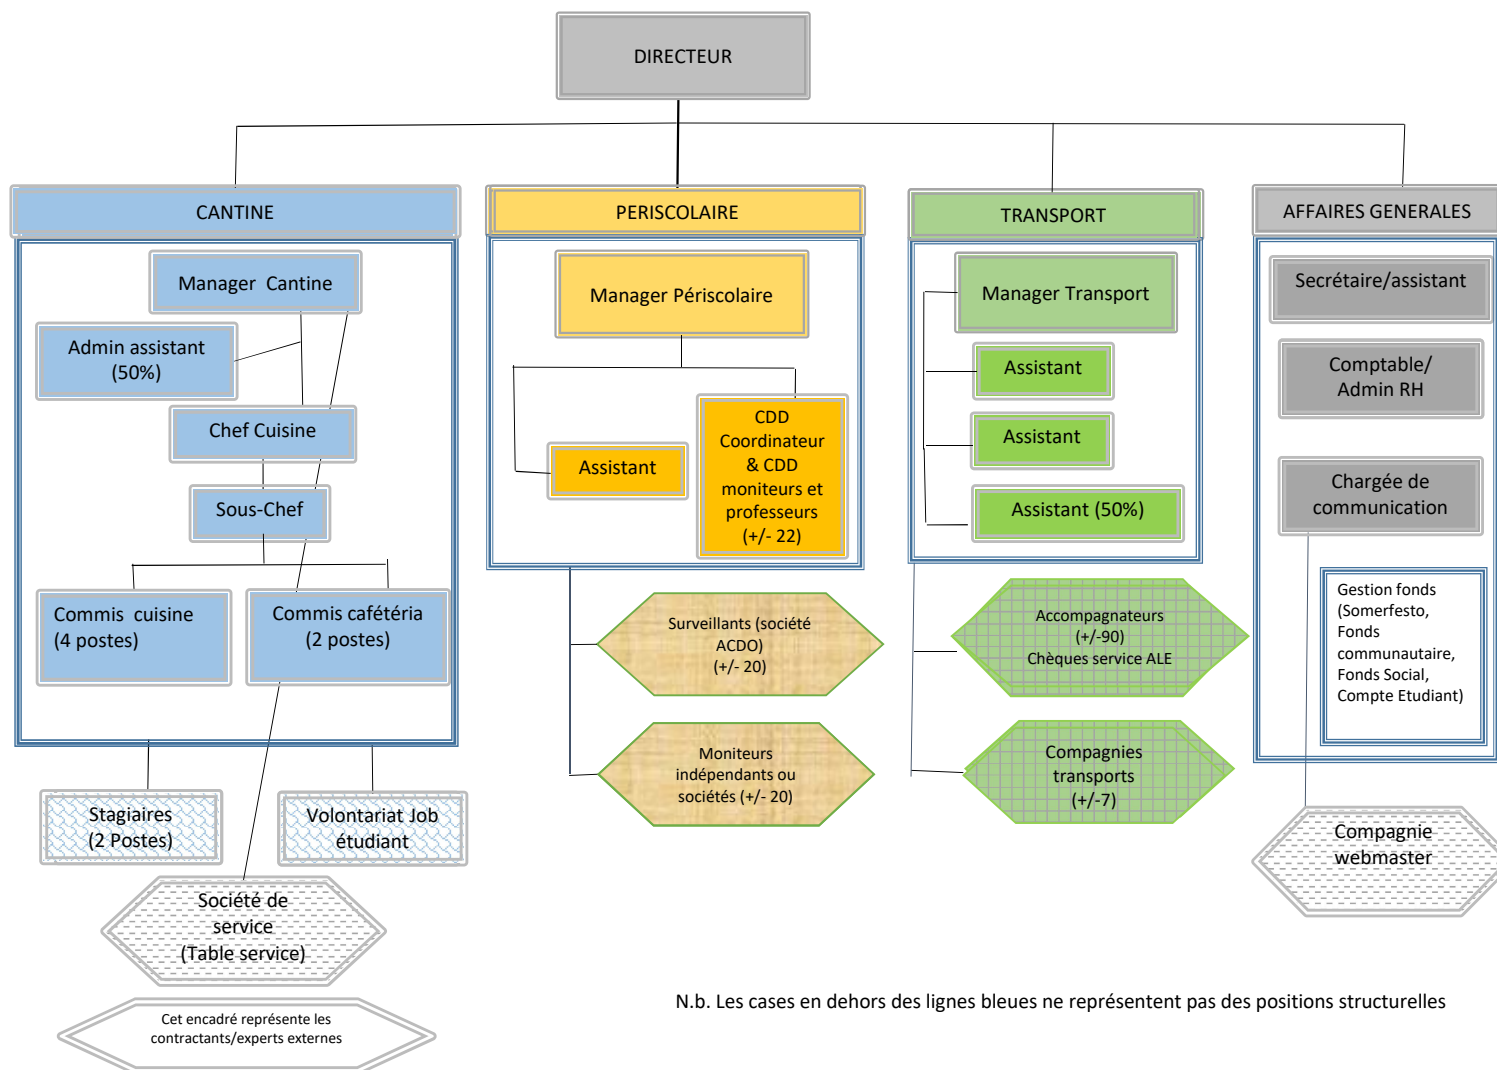 DIRECTEUR
CANTINE
PERISCOLAIRE
TRANSPORT
AFFAIRES GENERALES
Manager  Cantine
Admin assistant
(50%)
Chef Cuisine
Sous-Chef
Commis  cuisine
(4 postes)
Commis cafétéria
(2 postes)
Stagiaires
(2 Postes)
Volontariat Job
étudiant
Société de
service
(Table service)
Cet encadré représente les
contractants/experts externes
Manager Périscolaire
Assistant
CDD
Coordinateur
& CDD
moniteurs et
professeurs
(+/- 22)
Surveillants (société
ACDO)
(+/- 20)
Moniteurs
indépendants ou
sociétés (+/- 20)
Manager Transport
Assistant
Assistant
Assistant (50%)
Accompagnateurs
(+/-90)
Chèques service ALE
Compagnies
transports
(+/-7)
Secrétaire/assistant
Comptable/
Admin RH
Chargée de
communication
Gestion fonds
(Somerfesto,
Fonds
communautaire,
Fonds Social,
Compte Etudiant)
Compagnie
webmaster
N.b. Les cases en dehors des lignes bleues ne représentent pas des positions structurelles